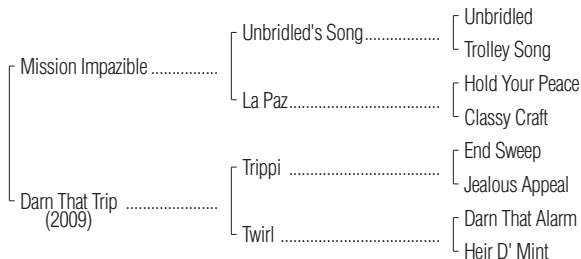 Unbridled
Unbridled's Song
Trolley Song
Mission Impazible
Hold Your Peace
La Paz
Classy Craft
End Sweep
Trippi
Jealous Appeal
Darn That Trip
(2009)
Darn That Alarm
Twirl
Heir D' Mint